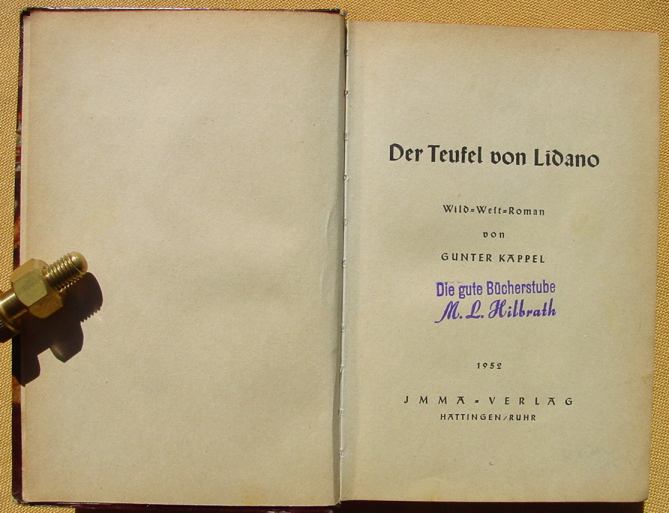 Der Teufel von Lidano
Wild=West=Roman
von
GUNTER KAPPEL
Die gute Bücherstube
M. L. Hilbrath
1952
JMMA=VERLAG
HATTINGEN/RUHR